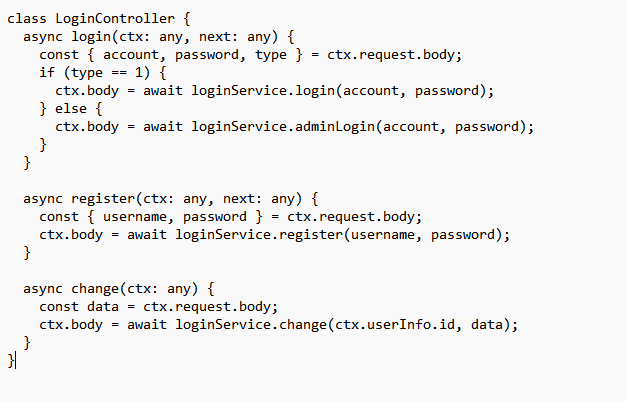 class LoginController {
  async login(ctx: any, next: any) {
    const { account, password, type } = ctx.request.body;
    if (type == 1) {
      ctx.body = await loginService.login(account, password);
    } else {
      ctx.body = await loginService.adminLogin(account, password);
    }
  }

  async register(ctx: any, next: any) {
    const { username, password } = ctx.request.body;
    ctx.body = await loginService.register(username, password);
  }

  async change(ctx: any) {
    const data = ctx.request.body;
    ctx.body = await loginService.change(ctx.userInfo.id, data);
  }
}